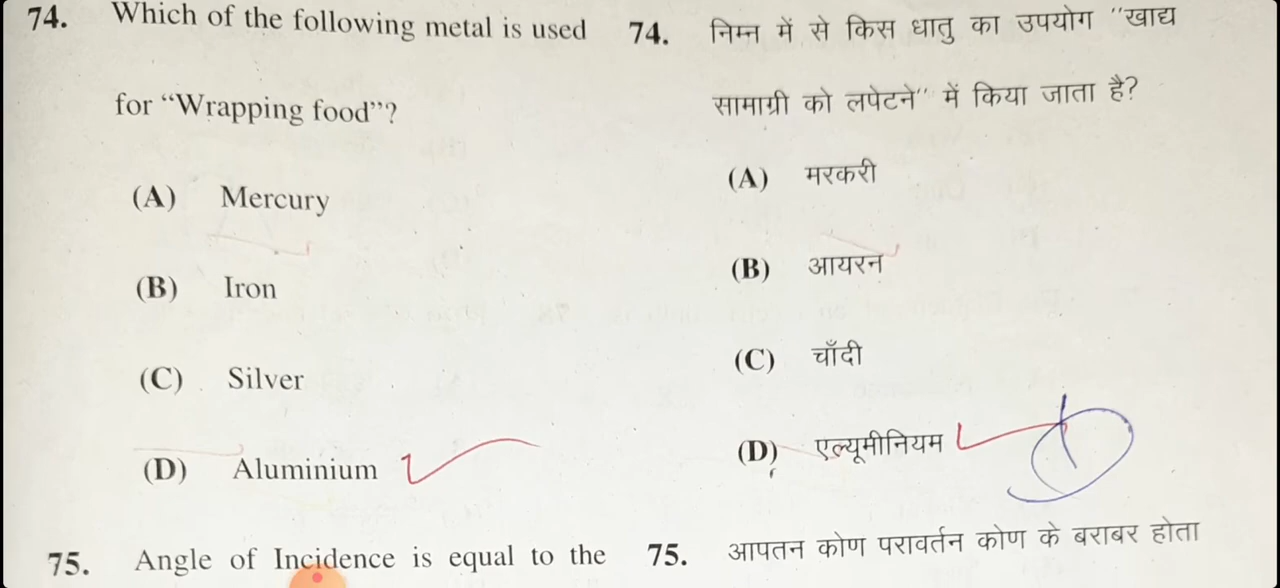 74. Which of the following metal is used
for “Wrapping food”?
(A) Mercury
(B) Iron
(C) Silver
(D) Aluminium
75. Angle of Incidence is equal to the
74. निम्न में से किस धातु का उपयोग "खाद्य
सामाग्री को लपेटने" में किया जाता है?
(A) मरकरी
(B) आयरन
(C) चाँदी
(D) एल्यूमीनियम
D
75. आपतन कोण परावर्तन कोण के बराबर होता